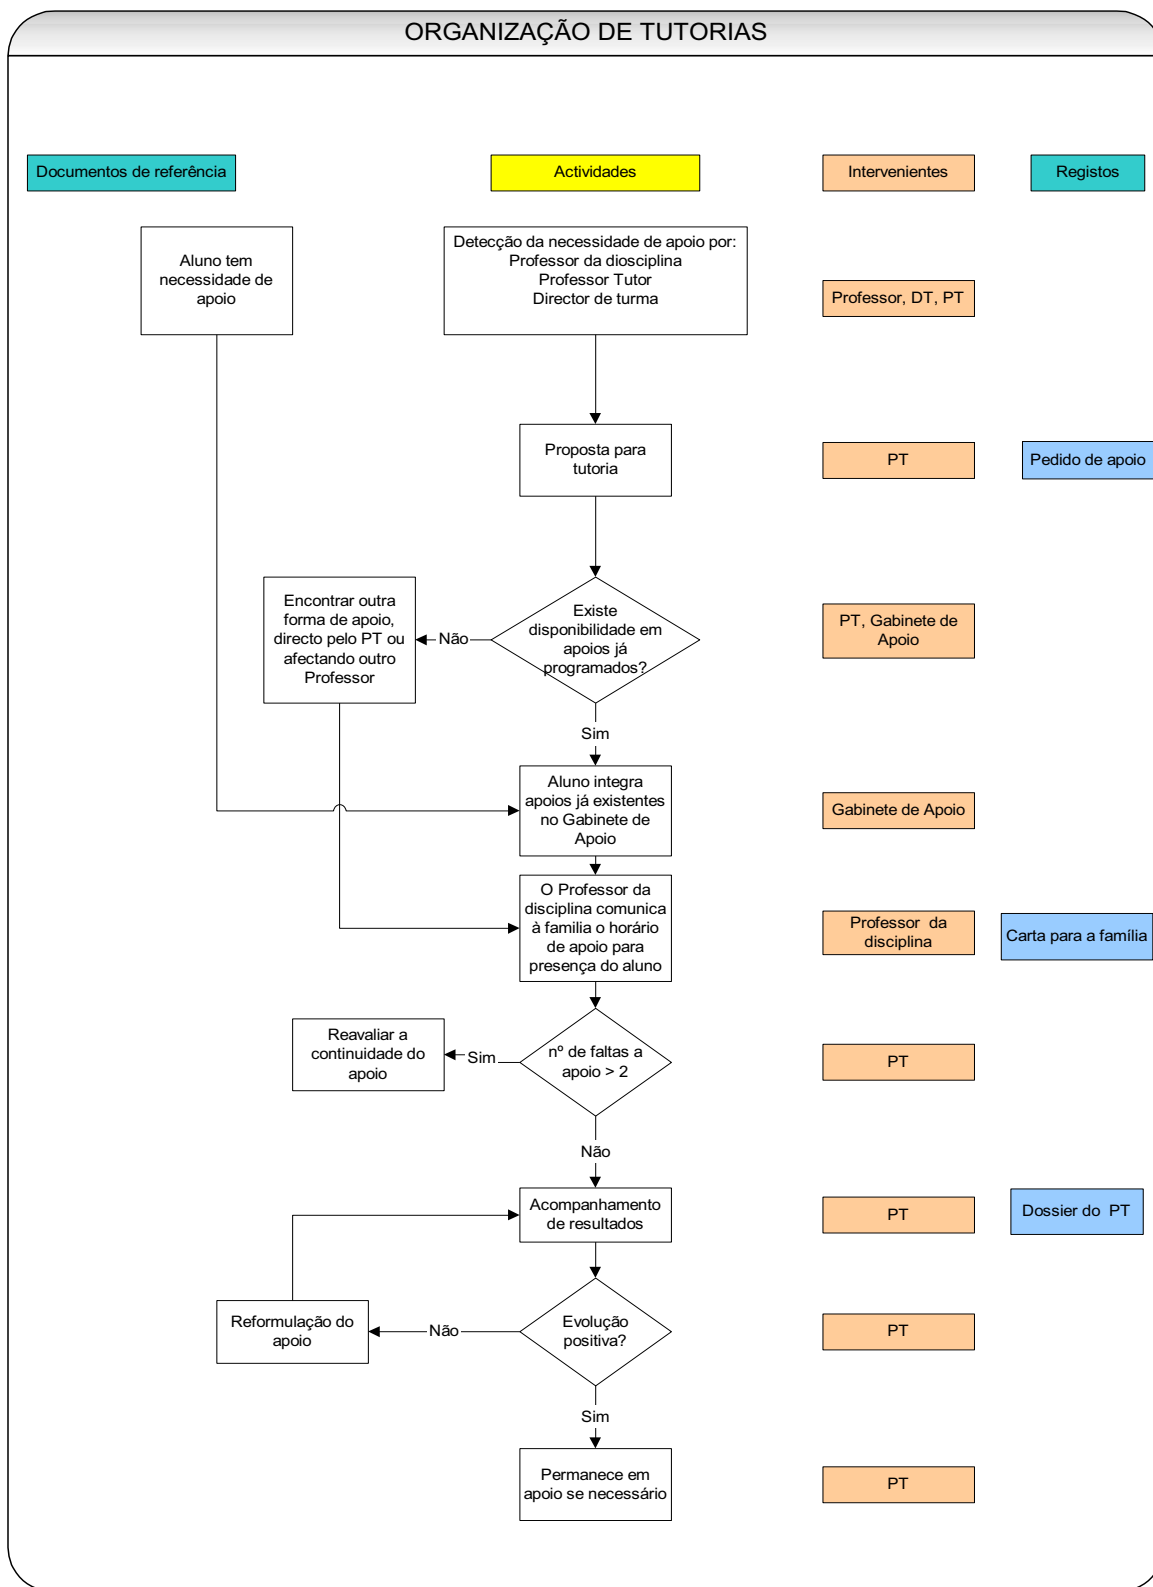 ORGANIZAÇÃO DE TUTORIAS
Documentos de referência
Actividades
Intervenientes
Registos
Aluno tem
necessidade de
apoio
Detecção da necessidade de apoio por:
Professor da diosciplina
Professor Tutor
Director de turma
Professor, DT, PT
Proposta para
tutoria
PT
Pedido de apoio
Encontrar outra
forma de apoio,
directo pelo PT ou
afectando outro
Professor
Não
Existe
disponibilidade em
apoios já
programados?
PT, Gabinete de
Apoio
Sim
Aluno integra
apoios já existentes
no Gabinete de
Apoio
Gabinete de Apoio
O Professor da
disciplina comunica
à familia o horário
de apoio para
presença do aluno
Professor da
disciplina
Carta para a família
Reavaliar a
continuidade do
apoio
Sim
nº de faltas a
apoio > 2
PT
Não
Acompanhamento
de resultados
PT
Dossier do PT
Reformulação do
apoio
Não
Evolução
positiva?
PT
Sim
Permanece em
apoio se necessário
PT